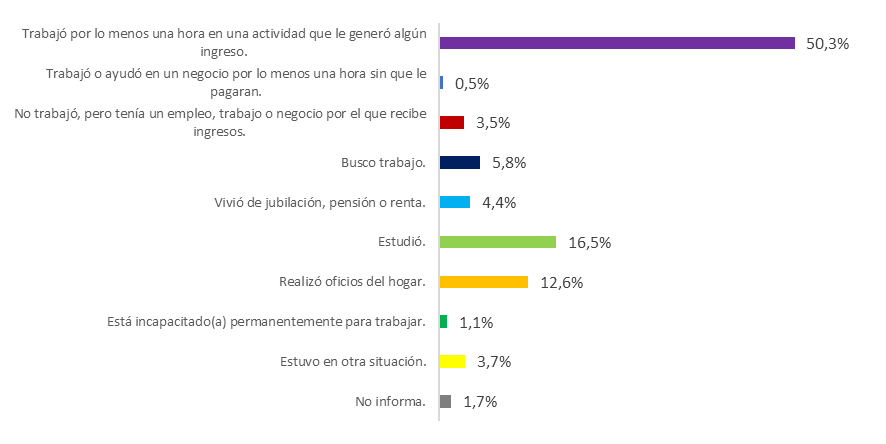 Trabajó por lo menos una hora en una actividad que le generó algún
ingreso.
50,3%
Trabajó o ayudó en un negocio por lo menos una hora sin que le
pagaran.
0,5%
No trabajó, pero tenía un empleo, trabajo o negocio por el que recibe
ingresos.
3,5%
Busco trabajo.
5,8%
Vivió de jubilación, pensión o renta.
4,4%
Estudió.
16,5%
Realizó oficios del hogar.
12,6%
Está incapacitado(a) permanentemente para trabajar.
1,1%
Estuvo en otra situación.
3,7%
No informa.
1,7%